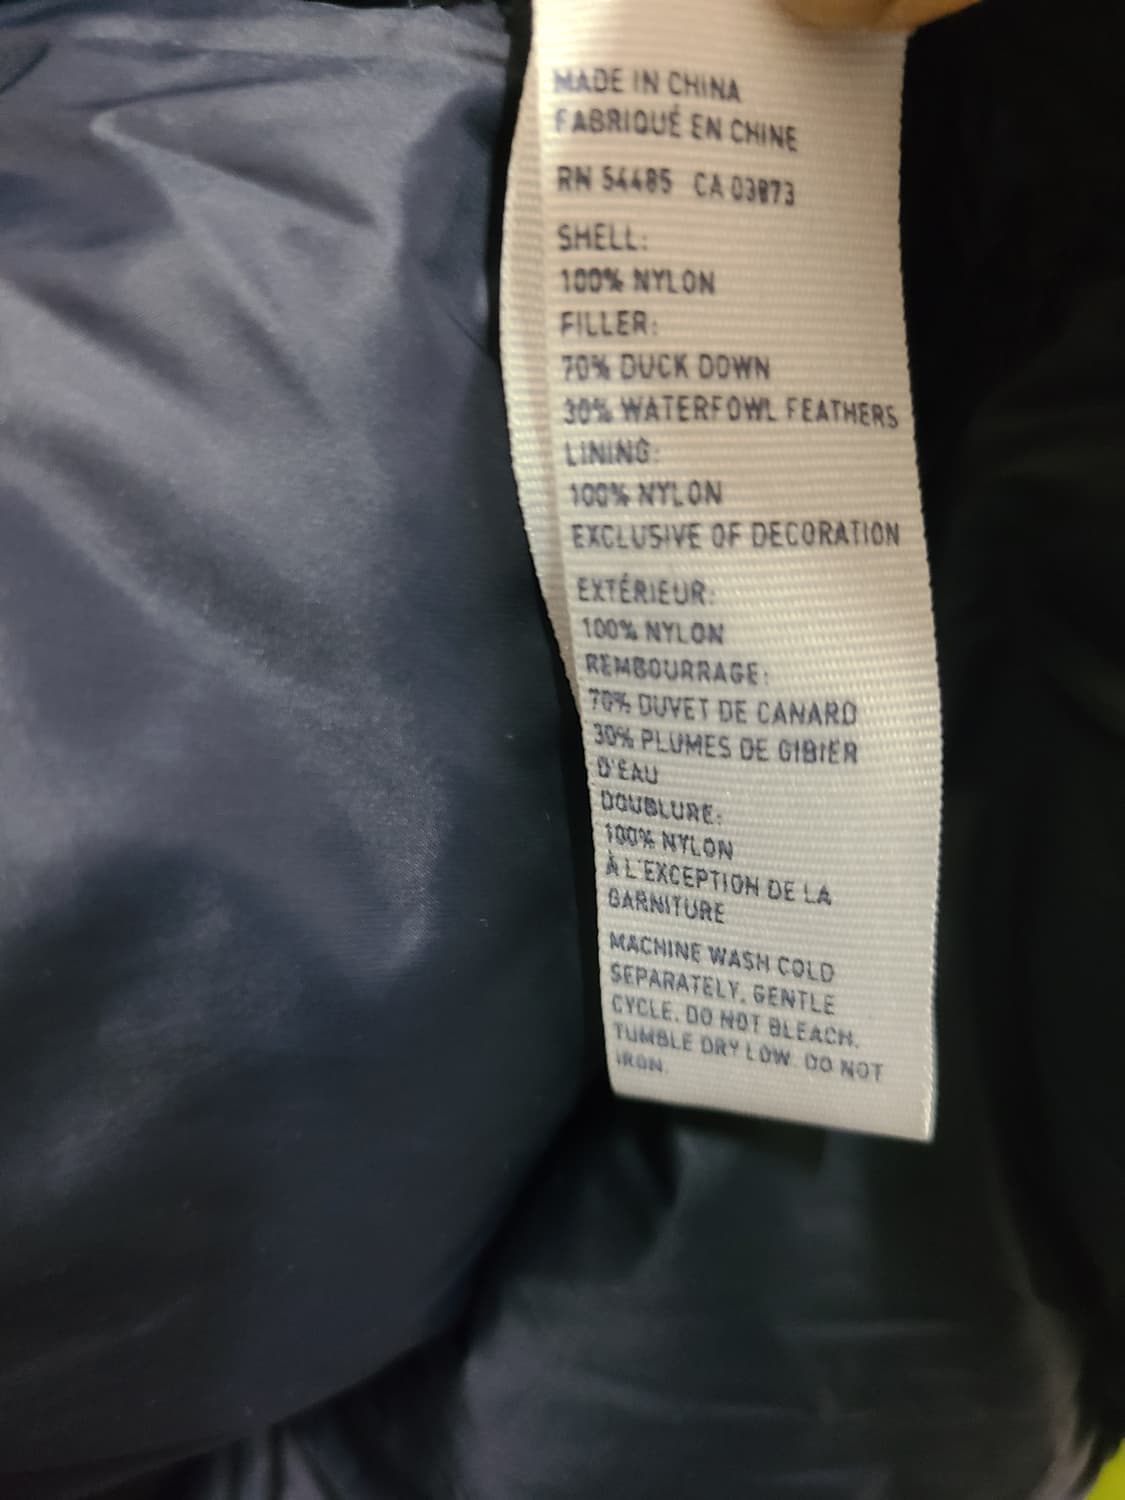 MADE IN CHINA
FABRIQUÉ EN CHINE
RN 54485 CA 03873
SHELL:
100% NYLON
FILLER:
70% DUCK DOWN
30% WATERFOWL FEATHERS
LINING:
100% NYLON
EXCLUSIVE OF DECORATION
EXTÉRIEUR:
100% NYLON
REMBOURRAGE:
70% DUVET DE CANARD
30% PLUMES DE GIBIER
D'EAU
DOUBLURE:
100% NYLON
À L'EXCEPTION DE LA
GARNITURE
MACHINE WASH COLD
SEPARATELY, GENTLE
CYCLE. DO NOT BLEACH.
TUMBLE DRY LOW. DO NOT
IRON.